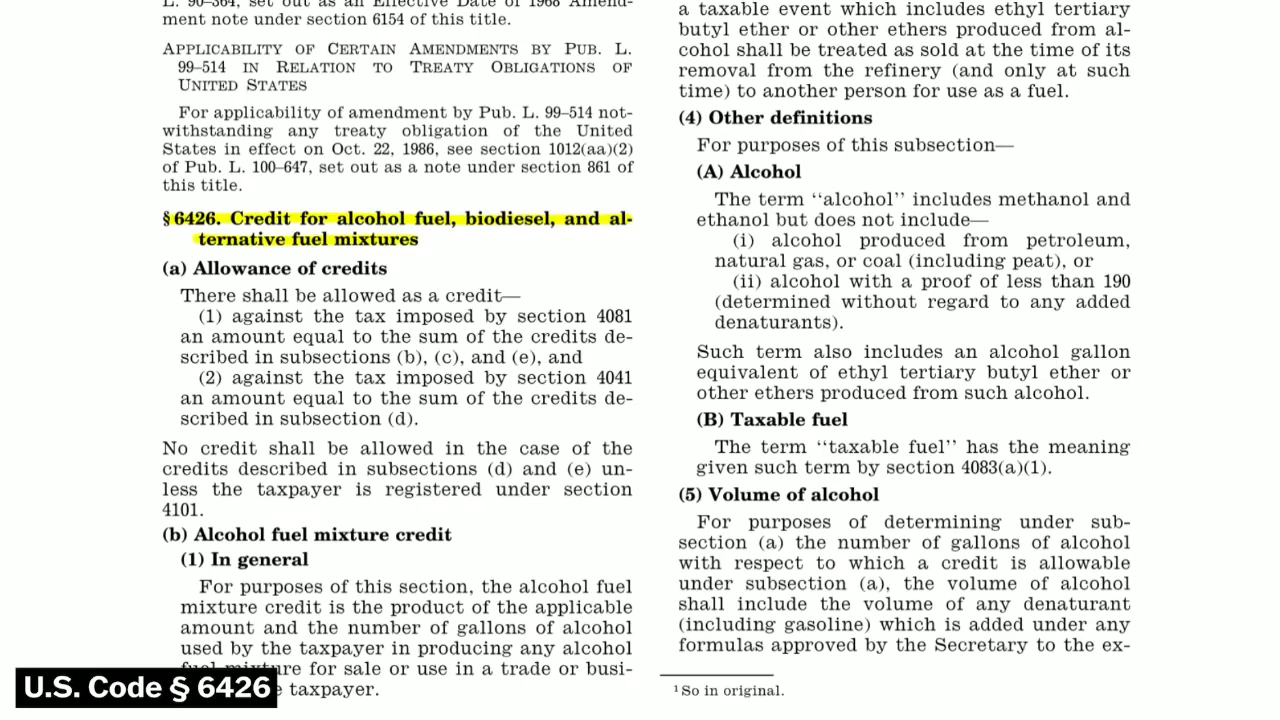 L. 90–364, set out as an Effective Date of 1968 Amend-
ment note under section 6154 of this title.
APPLICABILITY OF CERTAIN AMENDMENTS BY PUB. L.
99–514 IN RELATION TO TREATY OBLIGATIONS OF
UNITED STATES
For applicability of amendment by Pub. L. 99–514 not-
withstanding any treaty obligation of the United
States in effect on Oct. 22, 1986, see section 1012(aa)(2)
of Pub. L. 100–647, set out as a note under section 861 of
this title.
§ 6426. Credit for alcohol fuel, biodiesel, and al-
ternative fuel mixtures
(a) Allowance of credits
There shall be allowed as a credit—
(1) against the tax imposed by section 4081
an amount equal to the sum of the credits de-
scribed in subsections (b), (c), and (e), and
(2) against the tax imposed by section 4041
an amount equal to the sum of the credits de-
scribed in subsection (d).
No credit shall be allowed in the case of the
credits described in subsections (d) and (e) un-
less the taxpayer is registered under section
4101.
(b) Alcohol fuel mixture credit
(1) In general
For purposes of this section, the alcohol fuel
mixture credit is the product of the applicable
amount and the number of gallons of alcohol
used by the taxpayer in producing any alcohol
fuel mixture for sale or use in a trade or busi-
taxpayer.
a taxable event which includes ethyl tertiary
butyl ether or other ethers produced from al-
cohol shall be treated as sold at the time of its
removal from the refinery (and only at such
time) to another person for use as a fuel.
(4) Other definitions
For purposes of this subsection—
(A) Alcohol
The term ‘‘alcohol’’ includes methanol and
ethanol but does not include—
(i) alcohol produced from petroleum,
natural gas, or coal (including peat), or
(ii) alcohol with a proof of less than 190
(determined without regard to any added
denaturants).
Such term also includes an alcohol gallon
equivalent of ethyl tertiary butyl ether or
other ethers produced from such alcohol.
(B) Taxable fuel
The term ‘‘taxable fuel’’ has the meaning
given such term by section 4083(a)(1).
(5) Volume of alcohol
For purposes of determining under sub-
section (a) the number of gallons of alcohol
with respect to which a credit is allowable
under subsection (a), the volume of alcohol
shall include the volume of any denaturant
(including gasoline) which is added under any
formulas approved by the Secretary to the ex-
1 So in original.
U.S. Code § 6426